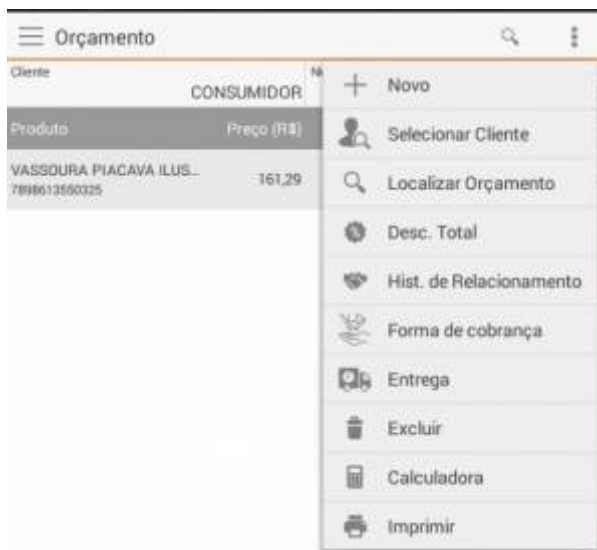 Orçamento
Cliente
CONSUMIDOR
Produto Preço (R$)
VASSOURA PIACAVA ILUS... 161,29
7898613550325
Novo
Selecionar Cliente
Localizar Orçamento
Desc. Total
Hist. de Relacionamento
Forma de cobrança
Entrega
Excluir
Calculadora
Imprimir